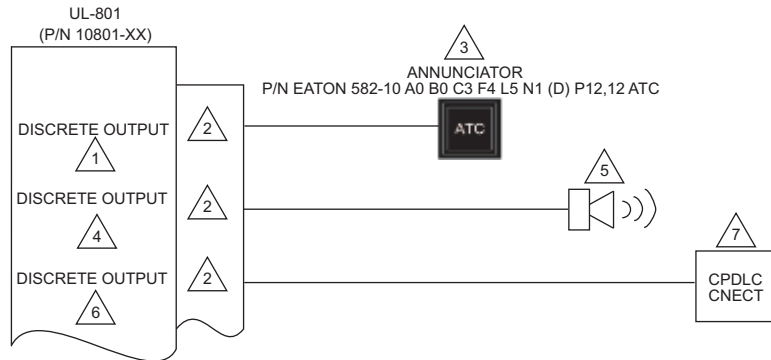 UL-801
(P/N 10801-XX)
3
ANNUNCIATOR
P/N EATON 582-10 A0 B0 C3 F4 L5 N1 (D) P12,12 ATC
DISCRETE OUTPUT
1
2
ATC
DISCRETE OUTPUT
4
2
5
DISCRETE OUTPUT
6
2
7
CPDLC
CNECT